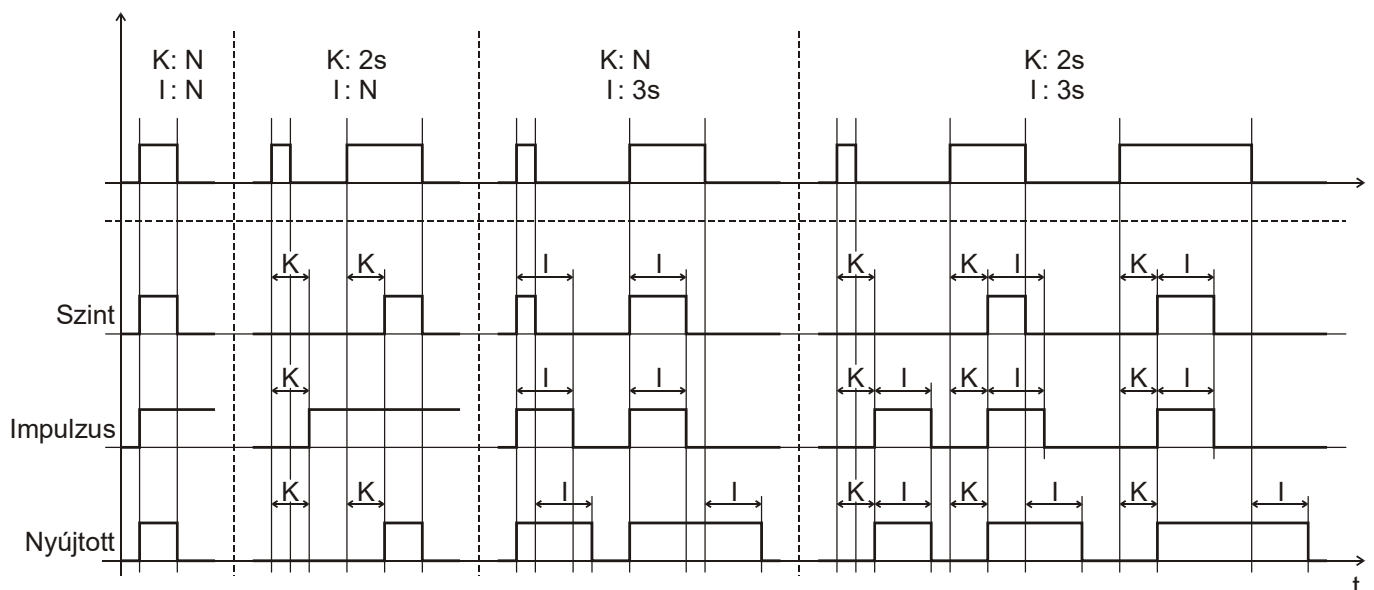 K: N
I : N
K: 2s
I : N
K: N
I : 3s
K: 2s
I : 3s
K K I I K K I K I
Szint
K I I K I K I K I
Impulzus
K K I I K I K I K I
Nyújtott
t